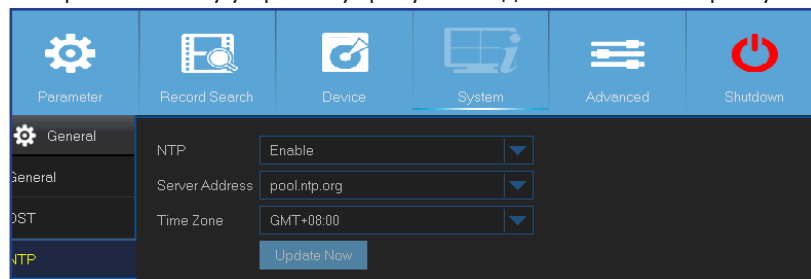 Parameter Record Search Device System Advanced Shutdown
General
General
DST
NTP
NTP Enable
Server Address pool.ntp.org
Time Zone GMT+08:00
Update Now